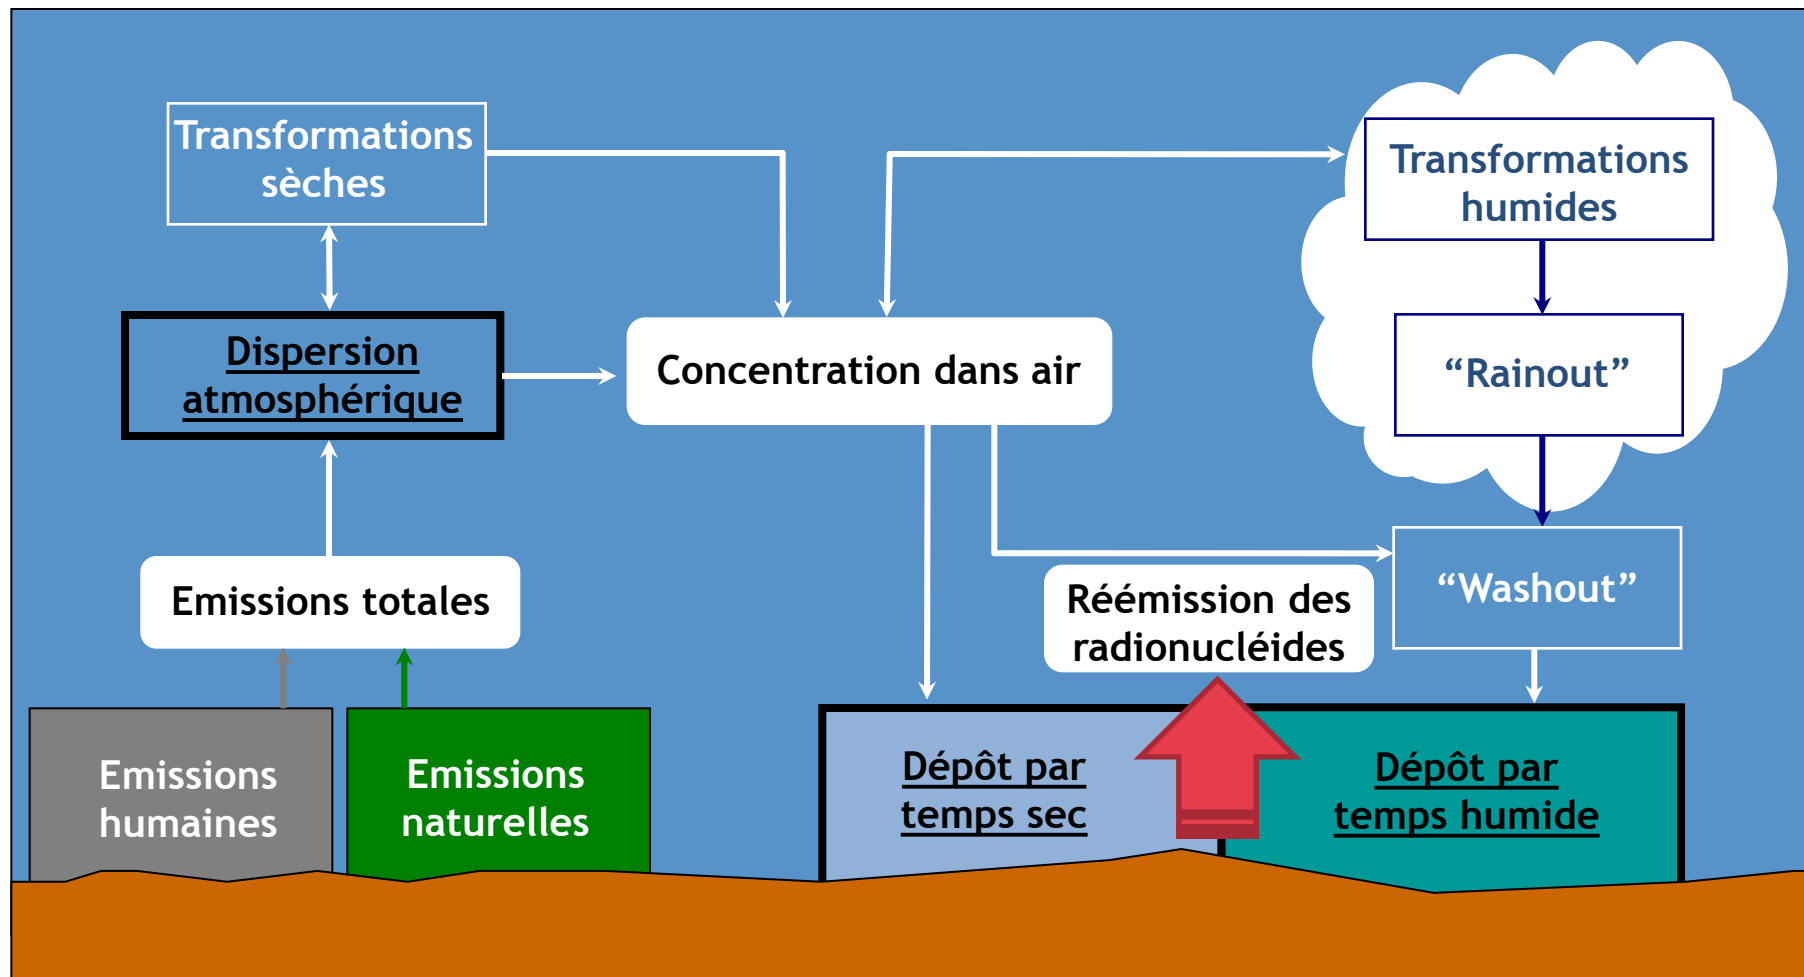 Transformations
sèches
Transformations
humides
Dispersion
atmosphérique
Concentration dans air
“Rainout”
Emissions totales
Réémission des
radionucléides
“Washout”
Emissions
humaines
Emissions
naturelles
Dépôt par
temps sec
Dépôt par
temps humide